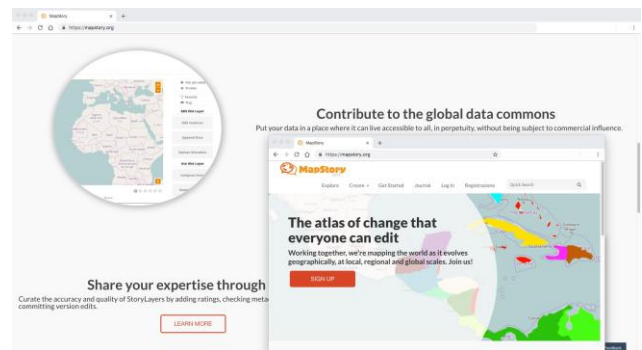 MapStory
https://mapstory.org
Contribute to the global data commons
Put your data in a place where it can live accessible to all, in perpetuity, without being subject to commercial influence.
MapStory
https://mapstory.org
MapStory
Explore Create Get Started Journal Log In Registrations Quick Search
The atlas of change that
everyone can edit
Working together, we're mapping the world as it evolves
geographically, at local, regional and global scales. Join us!
SIGN UP
Share your expertise through
Curate the accuracy and quality of StoryLayers by adding ratings, checking meta
committing version edits.
LEARN MORE
Feedback